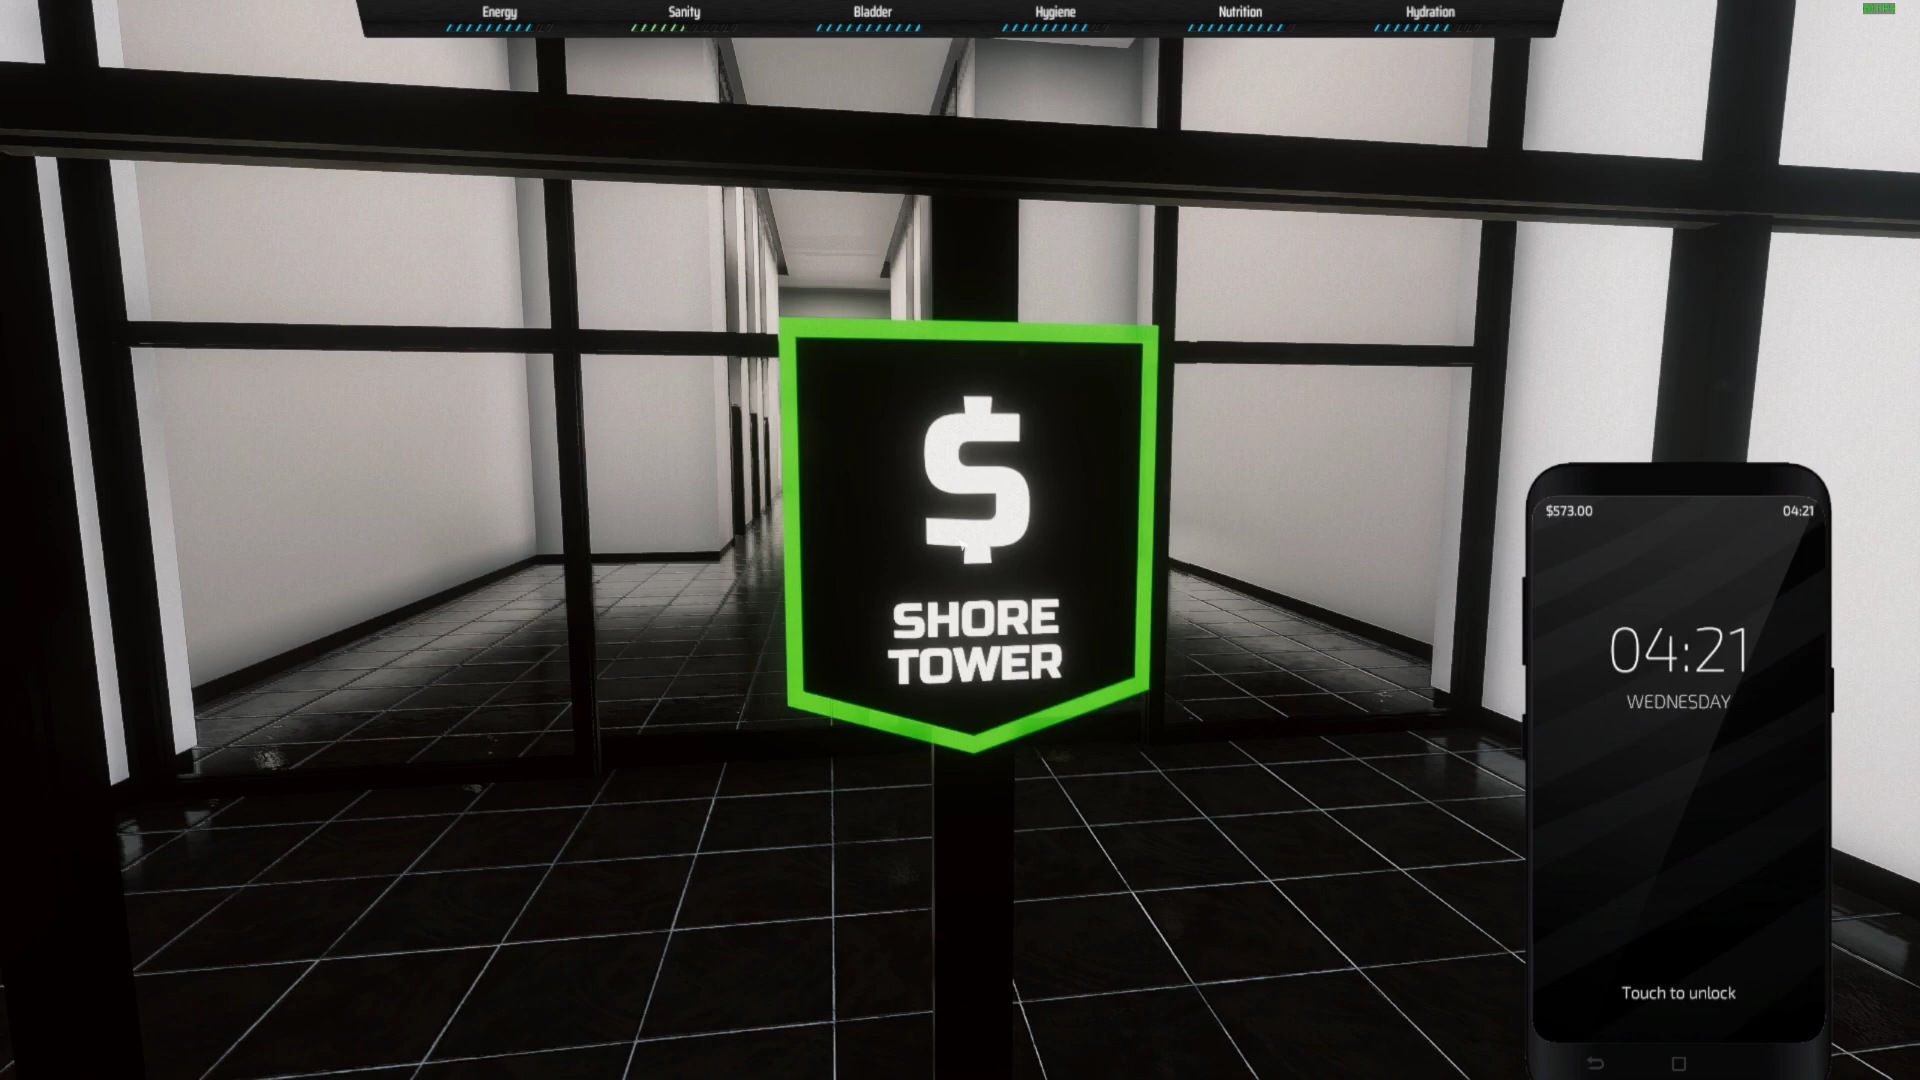 Energy
Sanity
Bladder
Hygiene
Nutrition
Hydration
$
SHORE
TOWER
$573.00
04:21
04:21
WEDNESDAY
Touch to unlock